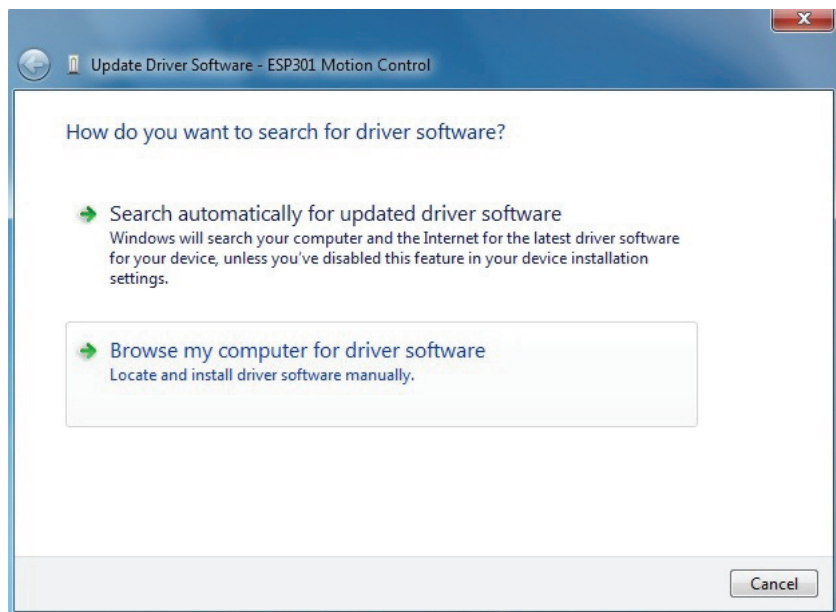 Update Driver Software - ESP301 Motion Control
How do you want to search for driver software?
Search automatically for updated driver software
Windows will search your computer and the Internet for the latest driver software
for your device, unless you've disabled this feature in your device installation
settings.
Browse my computer for driver software
Locate and install driver software manually.
Cancel